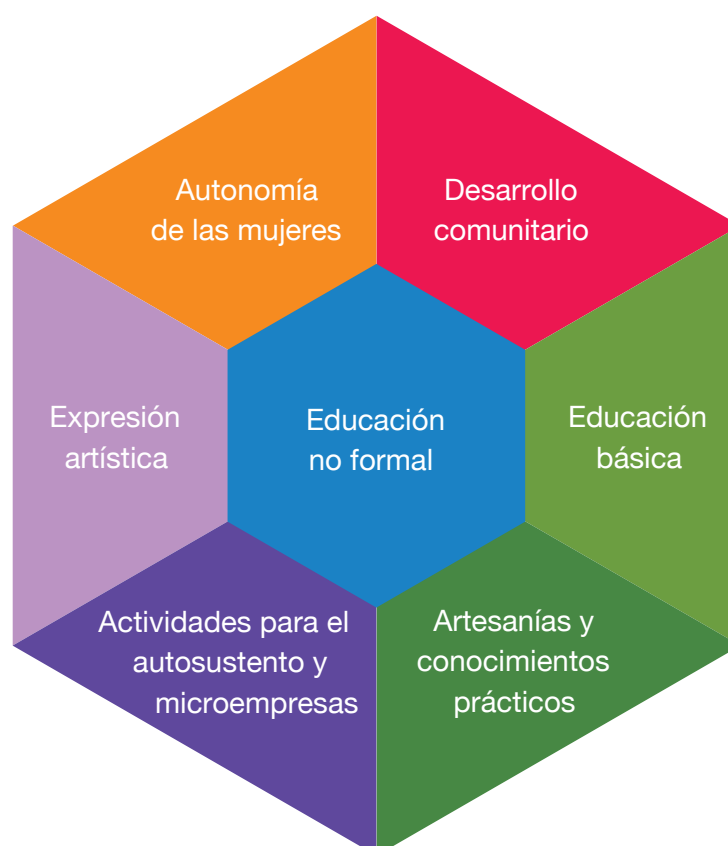 Autonomía
de las mujeres
Desarrollo
comunitario
Expresión
artística
Educación
no formal
Educación
básica
Actividades para el
autosustento y
microempresas
Artesanías y
conocimientos
prácticos